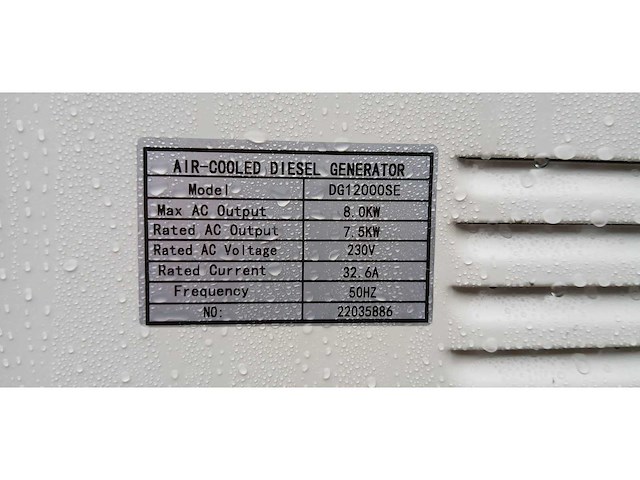 AIR-COOLED DIESEL GENERATOR
Model DG12000SE
Max AC Output 8.0KW
Rated AC Output 7.5KW
Rated AC Voltage 230V
Rated Current 32.6A
Frequency 50HZ
NO: 22035886